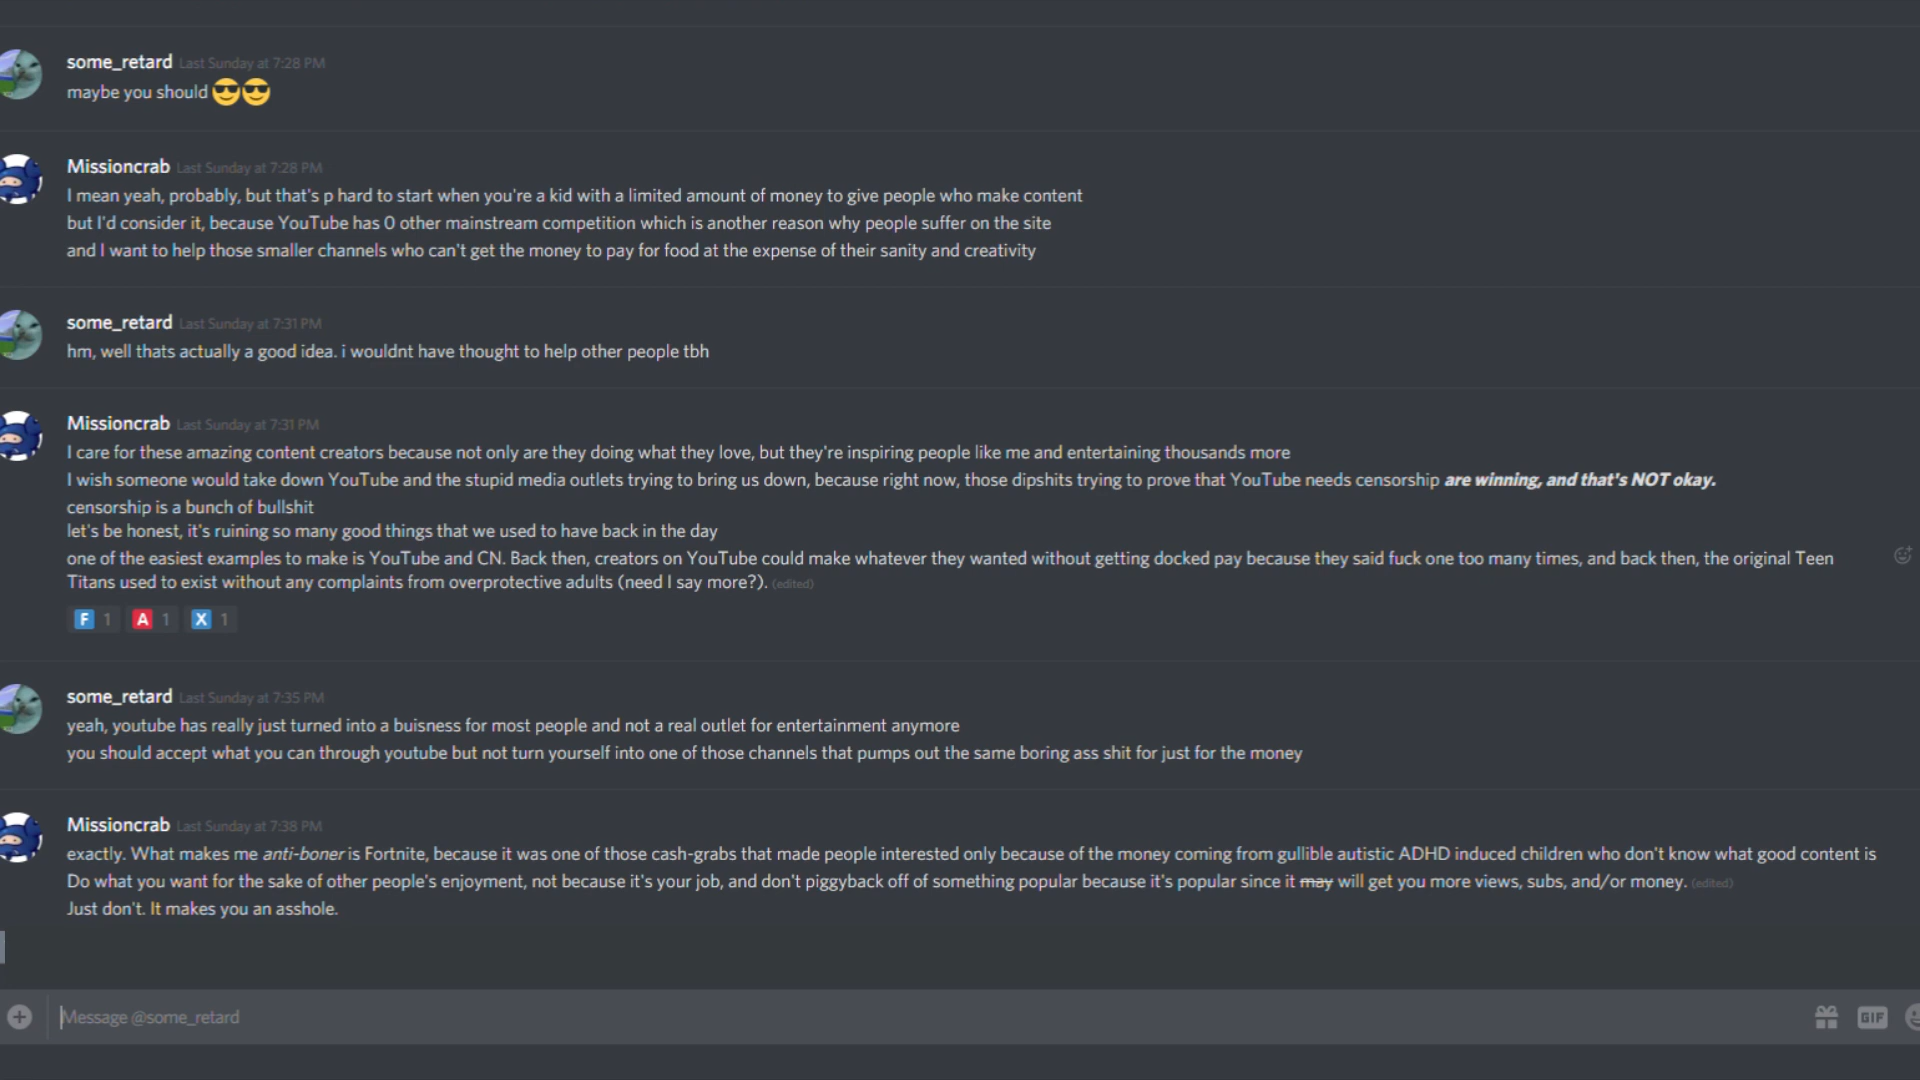 some_retard Last Sunday at 7:28 PM
maybe you should 😎😎
Missioncrab Last Sunday at 7:28 PM
I mean yeah, probably, but that's p hard to start when you're a kid with a limited amount of money to give people who make content
but I'd consider it, because YouTube has 0 other mainstream competition which is another reason why people suffer on the site
and I want to help those smaller channels who can't get the money to pay for food at the expense of their sanity and creativity
some_retard Last Sunday at 7:31 PM
hm, well thats actually a good idea. i wouldnt have thought to help other people tbh
Missioncrab Last Sunday at 7:31 PM
I care for these amazing content creators because not only are they doing what they love, but they're inspiring people like me and entertaining thousands more
I wish someone would take down YouTube and the stupid media outlets trying to bring us down, because right now, those dipshits trying to prove that YouTube needs censorship are winning, and that's NOT okay.
censorship is a bunch of bullshit
let's be honest, it's ruining so many good things that we used to have back in the day
one of the easiest examples to make is YouTube and CN. Back then, creators on YouTube could make whatever they wanted without getting docked pay because they said fuck one too many times, and back then, the original Teen
Titans used to exist without any complaints from overprotective adults (need I say more?). (edited)
F 1 A 1 X 1
some_retard Last Sunday at 7:35 PM
yeah, youtube has really just turned into a buisness for most people and not a real outlet for entertainment anymore
you should accept what you can through youtube but not turn yourself into one of those channels that pumps out the same boring ass shit for just for the money
Missioncrab Last Sunday at 7:38 PM
exactly. What makes me anti-boner is Fortnite, because it was one of those cash-grabs that made people interested only because of the money coming from gullible autistic ADHD induced children who don't know what good content is
Do what you want for the sake of other people's enjoyment, not because it's your job, and don't piggyback off of something popular because it's popular since it may will get you more views, subs, and/or money. (edited)
Just don't. It makes you an asshole.
Message @some_retard
GIF